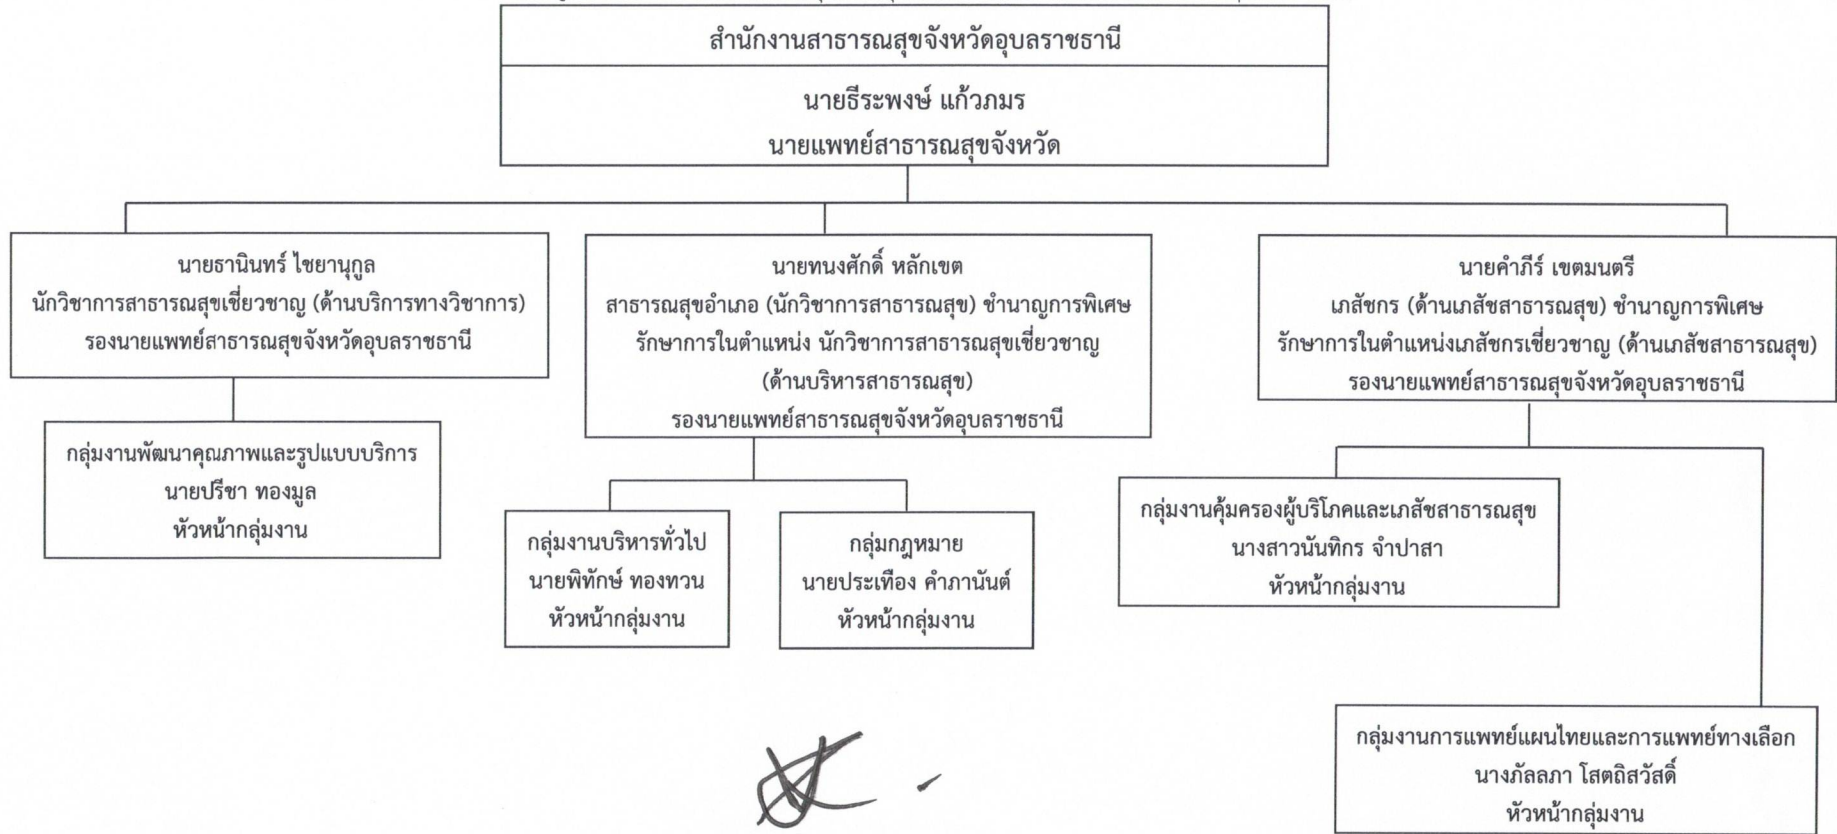 สำนักงานสาธารณสุขจังหวัดอุบลราชธานี
นายธีระพงษ์ แก้วภมร
นายแพทย์สาธารณสุขจังหวัด
นายธานินทร์ ไชยานุกูล
นักวิชาการสาธารณสุขเชี่ยวชาญ (ด้านบริการทางวิชาการ)
รองนายแพทย์สาธารณสุขจังหวัดอุบลราชธานี
นายทนงศักดิ์ หลักเขต
สาธารณสุขอำเภอ (นักวิชาการสาธารณสุข) ชำนาญการพิเศษ
รักษาการในตำแหน่ง นักวิชาการสาธารณสุขเชี่ยวชาญ
(ด้านบริหารสาธารณสุข)
รองนายแพทย์สาธารณสุขจังหวัดอุบลราชธานี
นายคำภีร์ เขตมนตรี
เภสัชกร (ด้านเภสัชสาธารณสุข) ชำนาญการพิเศษ
รักษาการในตำแหน่งเภสัชกรเชี่ยวชาญ (ด้านเภสัชสาธารณสุข)
รองนายแพทย์สาธารณสุขจังหวัดอุบลราชธานี
กลุ่มงานพัฒนาคุณภาพและรูปแบบบริการ
นายปรีชา ทองมูล
หัวหน้ากลุ่มงาน
กลุ่มงานบริหารทั่วไป
นายพิทักษ์ ทองทวน
หัวหน้ากลุ่มงาน
กลุ่มกฎหมาย
นายประเทือง คำภานันต์
หัวหน้ากลุ่มงาน
กลุ่มงานคุ้มครองผู้บริโภคและเภสัชสาธารณสุข
นางสาวนันทิกร จำปาสา
หัวหน้ากลุ่มงาน
กลุ่มงานการแพทย์แผนไทยและการแพทย์ทางเลือก
นางภัลลภา โสตถิสวัสดิ์
หัวหน้ากลุ่มงาน